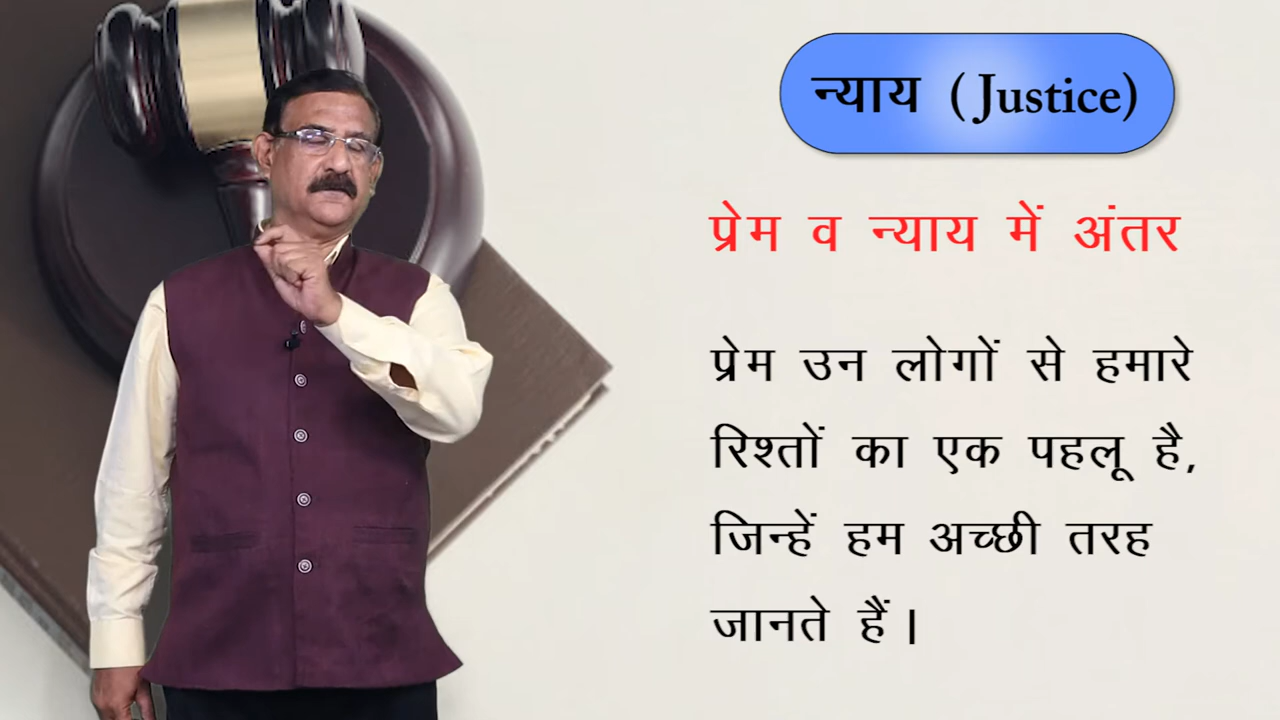 न्याय (Justice)
प्रेम व न्याय में अंतर
प्रेम उन लोगों से हमारे
रिश्तों का एक पहलू है,
जिन्हें हम अच्छी तरह
जानते हैं।